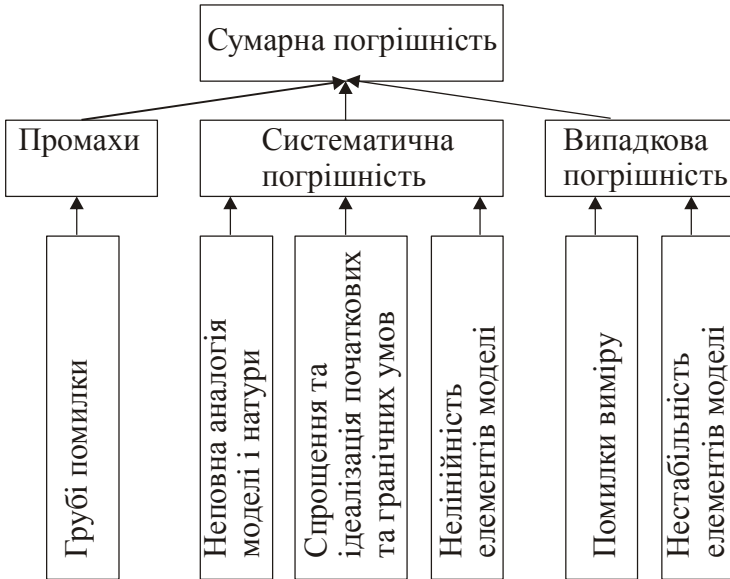 Сумарна погрішність
Промахи
Систематична
погрішність
Випадкова
погрішність
Грубі помилки
Неповна аналогія
моделі і натури
Спрощення та
ідеалізація початкових
та гранічних умов
Нелінійність
елементів моделі
Помилки виміру
Нестабільність
елементів моделі